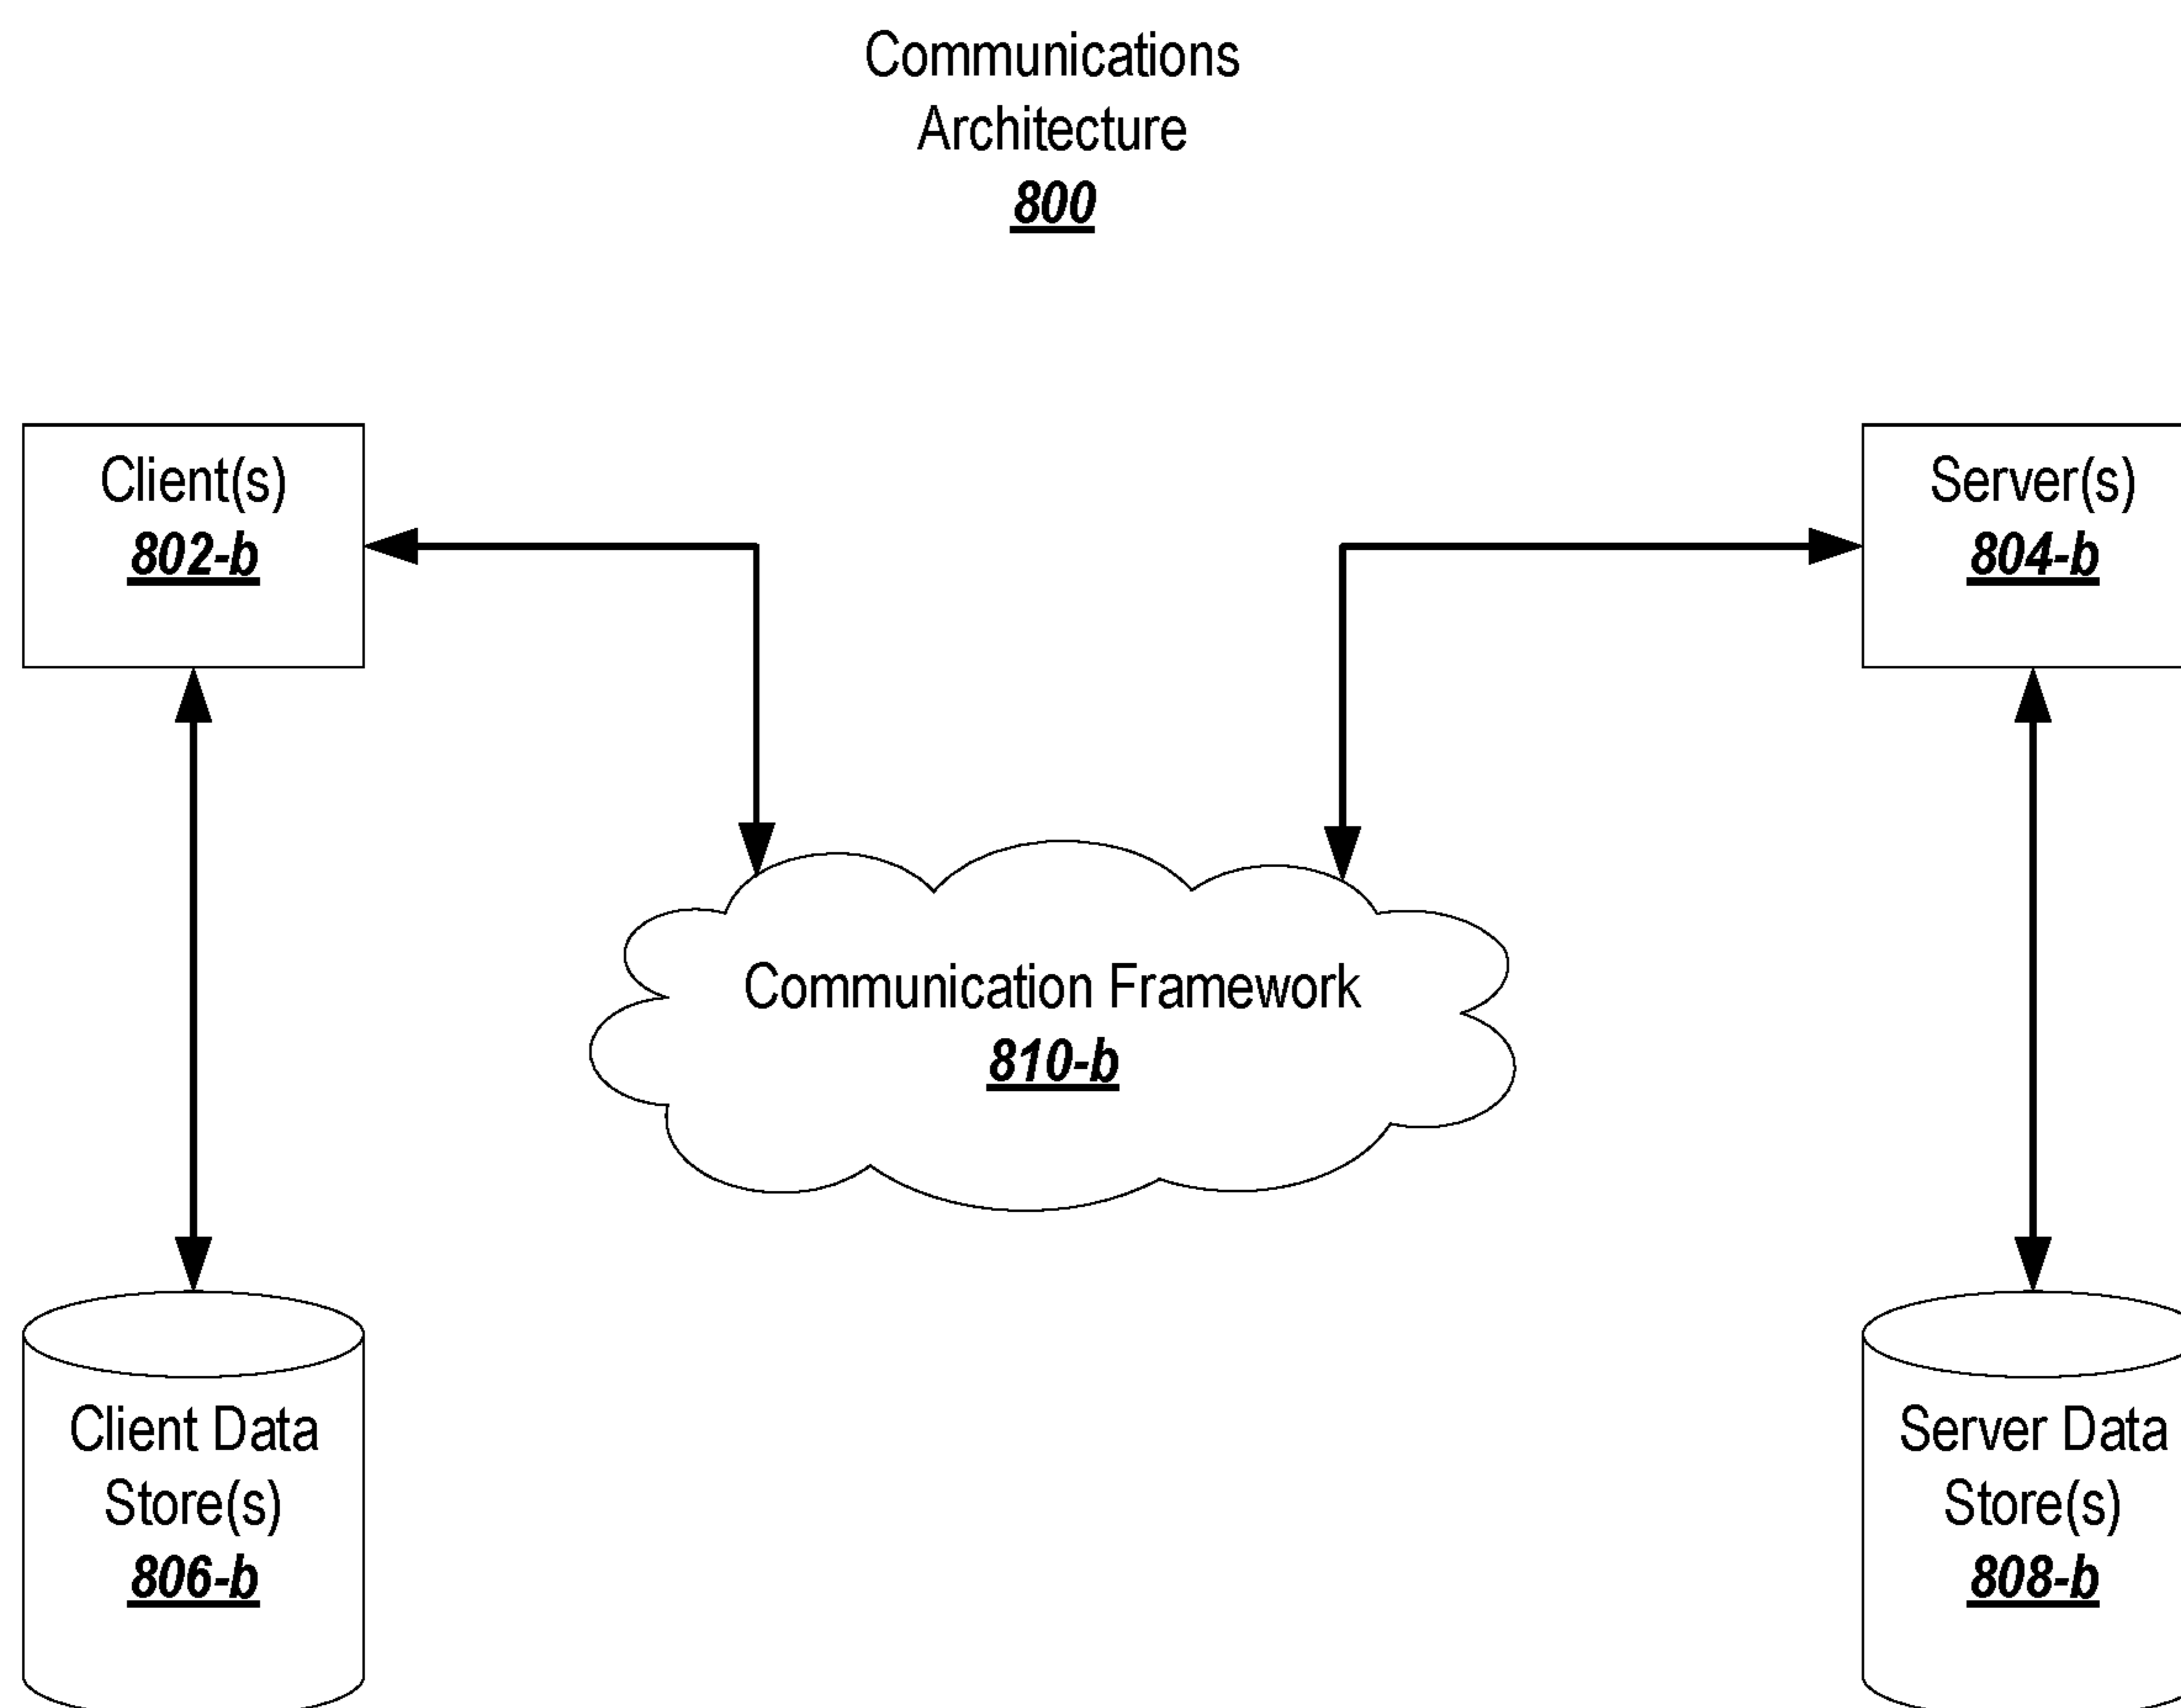 Communications
Architecture
800
Client(s)
802-b
Server(s)
804-b
Communication Framework
810-b
Client Data
Store(s)
806-b
Server Data
Store(s)
808-b